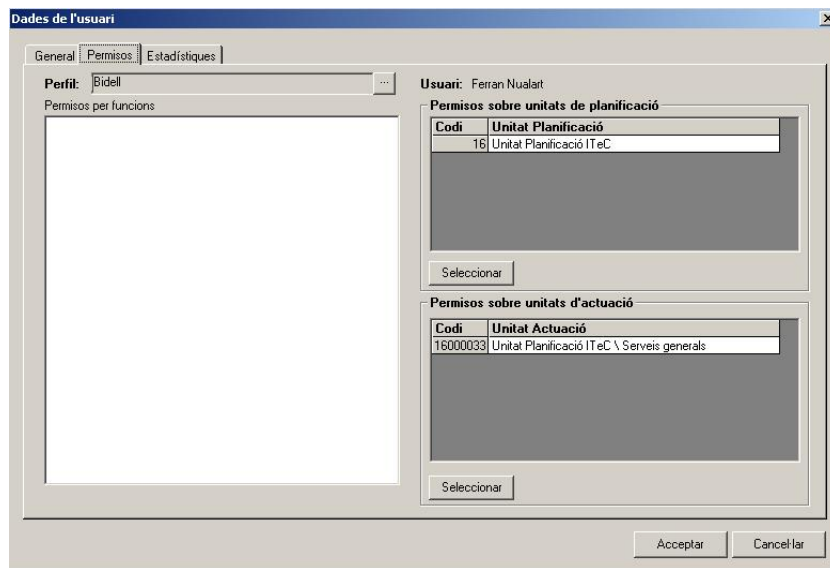 Dades de l'usuari
General Permisos Estadístiques
Perfil: Bidell ...
Permisos per funcions
Usuari: Ferran Nualart
Permisos sobre unitats de planificació
Codi Unitat Planificació
16 Unitat Planificació ITeC
Seleccionar
Permisos sobre unitats d'actuació
Codi Unitat Actuació
16000033 Unitat Planificació ITeC \ Serveis generals
Seleccionar
Acceptar Cancel·lar